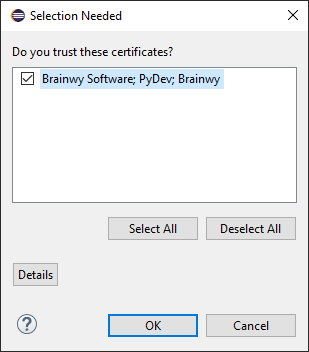 Selection Needed
Do you trust these certificates?
Brainwy Software; PyDev; Brainwy
Select All
Deselect All
Details
?
OK
Cancel